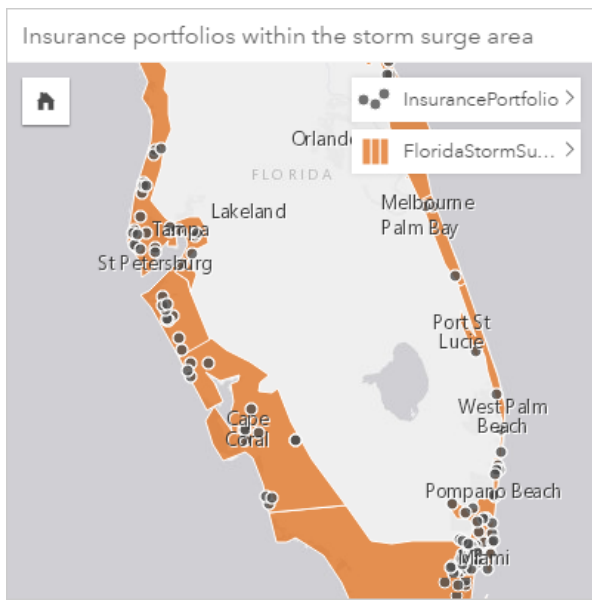 Insurance portfolios within the storm surge area
InsurancePortfolio
FloridaStormSu...
Orlando
FLORIDA
Lakeland
Melbourne
Palm Bay
Tampa
St Petersburg
Port St
Lucie
Cape
Coral
West Palm
Beach
Pompano Beach
Miami